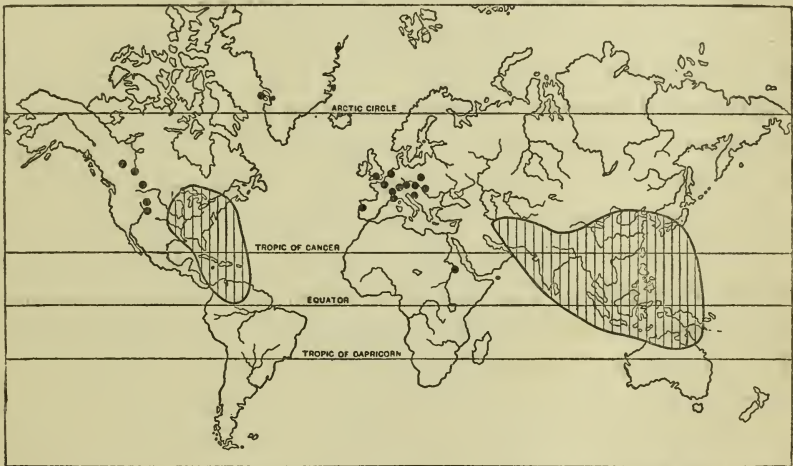 ARCTIC CIRCLE
TROPIC OF CANCER
EQUATOR
TROPIC OF CAPRICORN